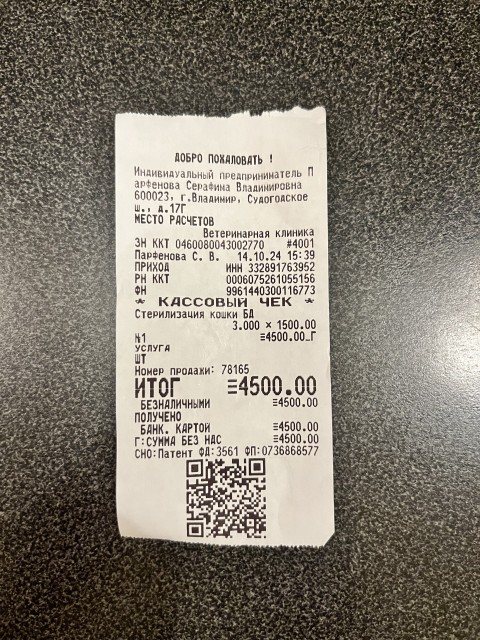 ДОБРО ПОЖАЛОВАТЬ !
Индивидуальный предприниматель П
арфенова Серафина Владимировна
600023, г.Владимир, Судогодское
ш., д.17Г
МЕСТО РАСЧЕТОВ
Ветеринарная клиника
ЗН ККТ 0460080043002770 #4001
Парфенова С. В. 14.10.24 15:39
ПРИХОД ИНН 332891763952
РН ККТ 0006075261055156
ФН 9961440300116773
* КАССОВЫЙ ЧЕК *
Стерилизация кошки БД
3.000 × 1500.00
№1 ≡4500.00_Г
УСЛУГА
ШТ
Номер продажи: 78165
ИТОГ ≡4500.00
БЕЗНАЛИЧНЫМИ ≡4500.00
ПОЛУЧЕНО
БАНК. КАРТОЙ ≡4500.00
Г:СУММА БЕЗ НДС ≡4500.00
СНО:Патент ФД:3561 ФП:0736868577